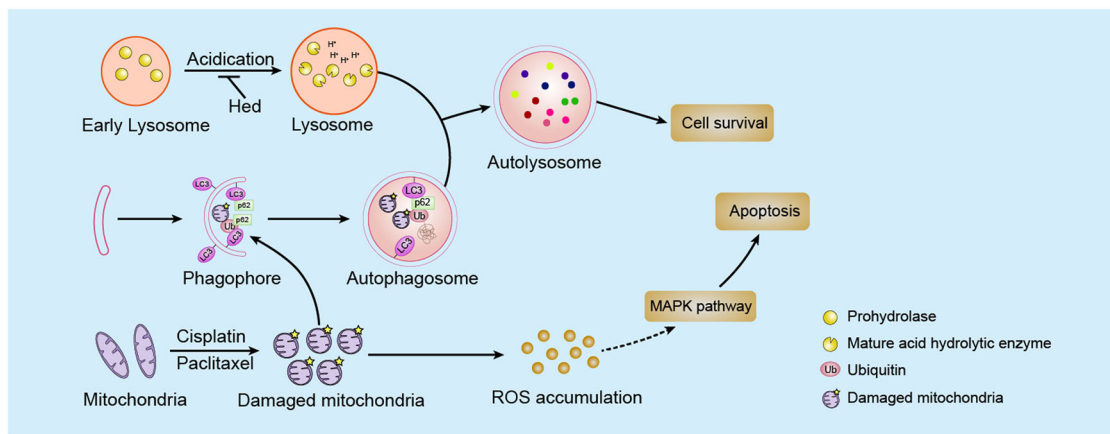 Acidication
Hed
H⁺
H⁺ H⁺
H⁺ H⁺
Early Lysosome
Lysosome
Autolysosome
Cell survival
LC3
LC3
p62
p62
Ub
LC3
LC3
Phagophore
LC3
p62
Ub
LC3
Autophagosome
Apoptosis
MAPK pathway
Cisplatin
Paclitaxel
Mitochondria
Damaged mitochondria
ROS accumulation
Prohydrolase
Mature acid hydrolytic enzyme
Ub Ubiquitin
Damaged mitochondria